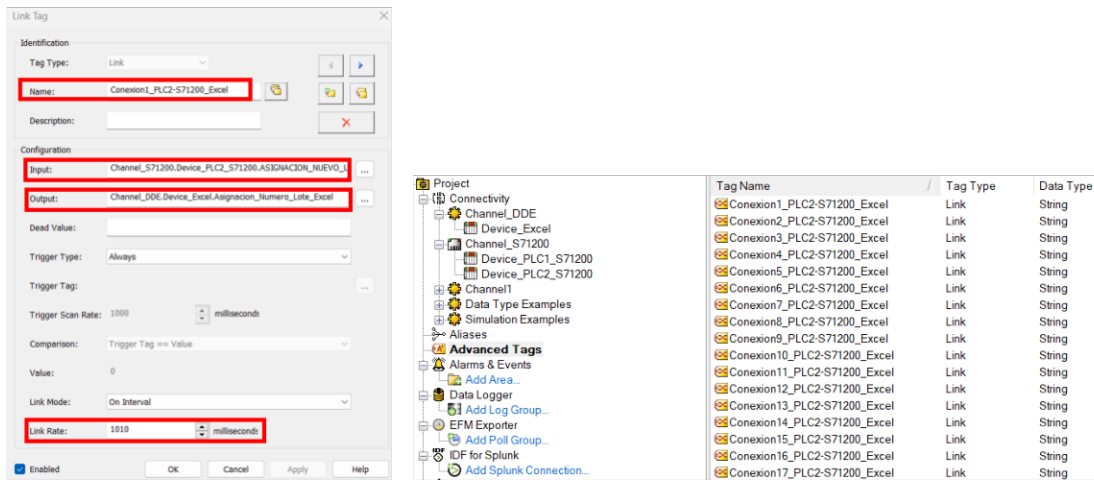 Link Tag
Identification
Tag Type: Link
Name: Conexion1_PLC2-S71200_Excel
Description:
Configuration
Input: Channel_S71200.Device_PLC2_S71200.ASIGNACION_NUEVO_L ...
Output: Channel_DDE.Device_Excel.Asignacion_Numero_Lote_Excel ...
Dead Value:
Trigger Type: Always
Trigger Tag: ...
Trigger Scan Rate: 1000 milliseconds
Comparison: Trigger Tag == Value
Value: 0
Link Mode: On Interval
Link Rate: 1010 milliseconds
Enabled OK Cancel Apply Help
Project
Connectivity
Channel_DDE
Device_Excel
Channel_S71200
Device_PLC1_S71200
Device_PLC2_S71200
Channel1
Data Type Examples
Simulation Examples
Aliases
Advanced Tags
Alarms & Events
Add Area...
Data Logger
Add Log Group...
EFM Exporter
Add Poll Group...
IDF for Splunk
Add Splunk Connection...
Tag Name / Tag Type Data Type
Conexion1_PLC2-S71200_Excel Link String
Conexion2_PLC2-S71200_Excel Link String
Conexion3_PLC2-S71200_Excel Link String
Conexion4_PLC2-S71200_Excel Link String
Conexion5_PLC2-S71200_Excel Link String
Conexion6_PLC2-S71200_Excel Link String
Conexion7_PLC2-S71200_Excel Link String
Conexion8_PLC2-S71200_Excel Link String
Conexion9_PLC2-S71200_Excel Link String
Conexion10_PLC2-S71200_Excel Link String
Conexion11_PLC2-S71200_Excel Link String
Conexion12_PLC2-S71200_Excel Link String
Conexion13_PLC2-S71200_Excel Link String
Conexion14_PLC2-S71200_Excel Link String
Conexion15_PLC2-S71200_Excel Link String
Conexion16_PLC2-S71200_Excel Link String
Conexion17_PLC2-S71200_Excel Link String